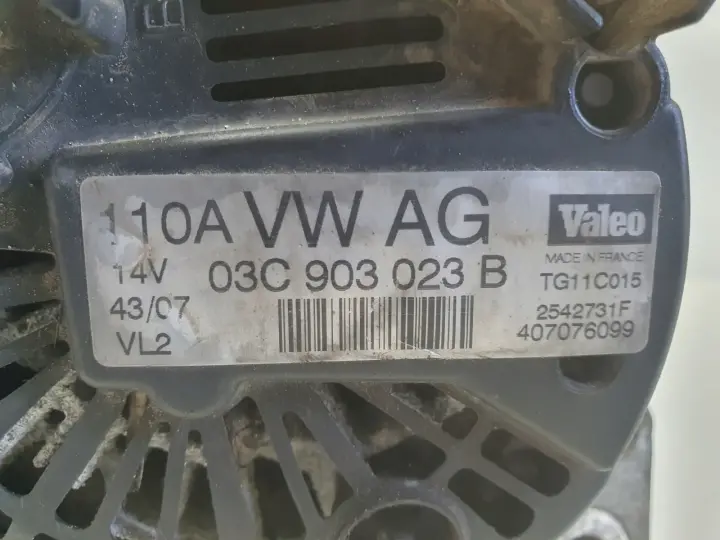 B
110A VW AG Valeo
MADE IN FRANCE
14V 03C 903 023 B TG11C015
43/07 2542731F
VL2 407076099